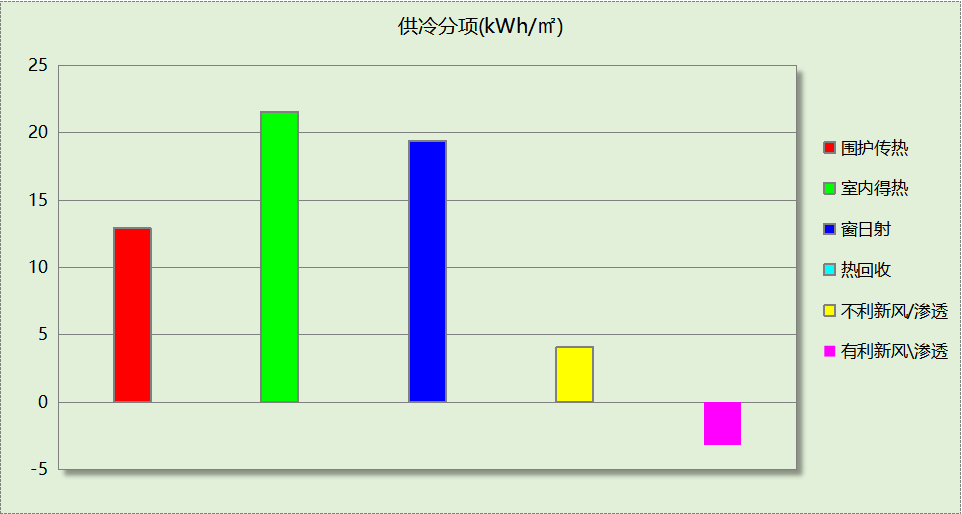 供冷分项(kWh/㎡)
25
20
15
10
5
0
-5
围护传热
室内得热
窗日射
热回收
不利新风/渗透
有利新风\渗透